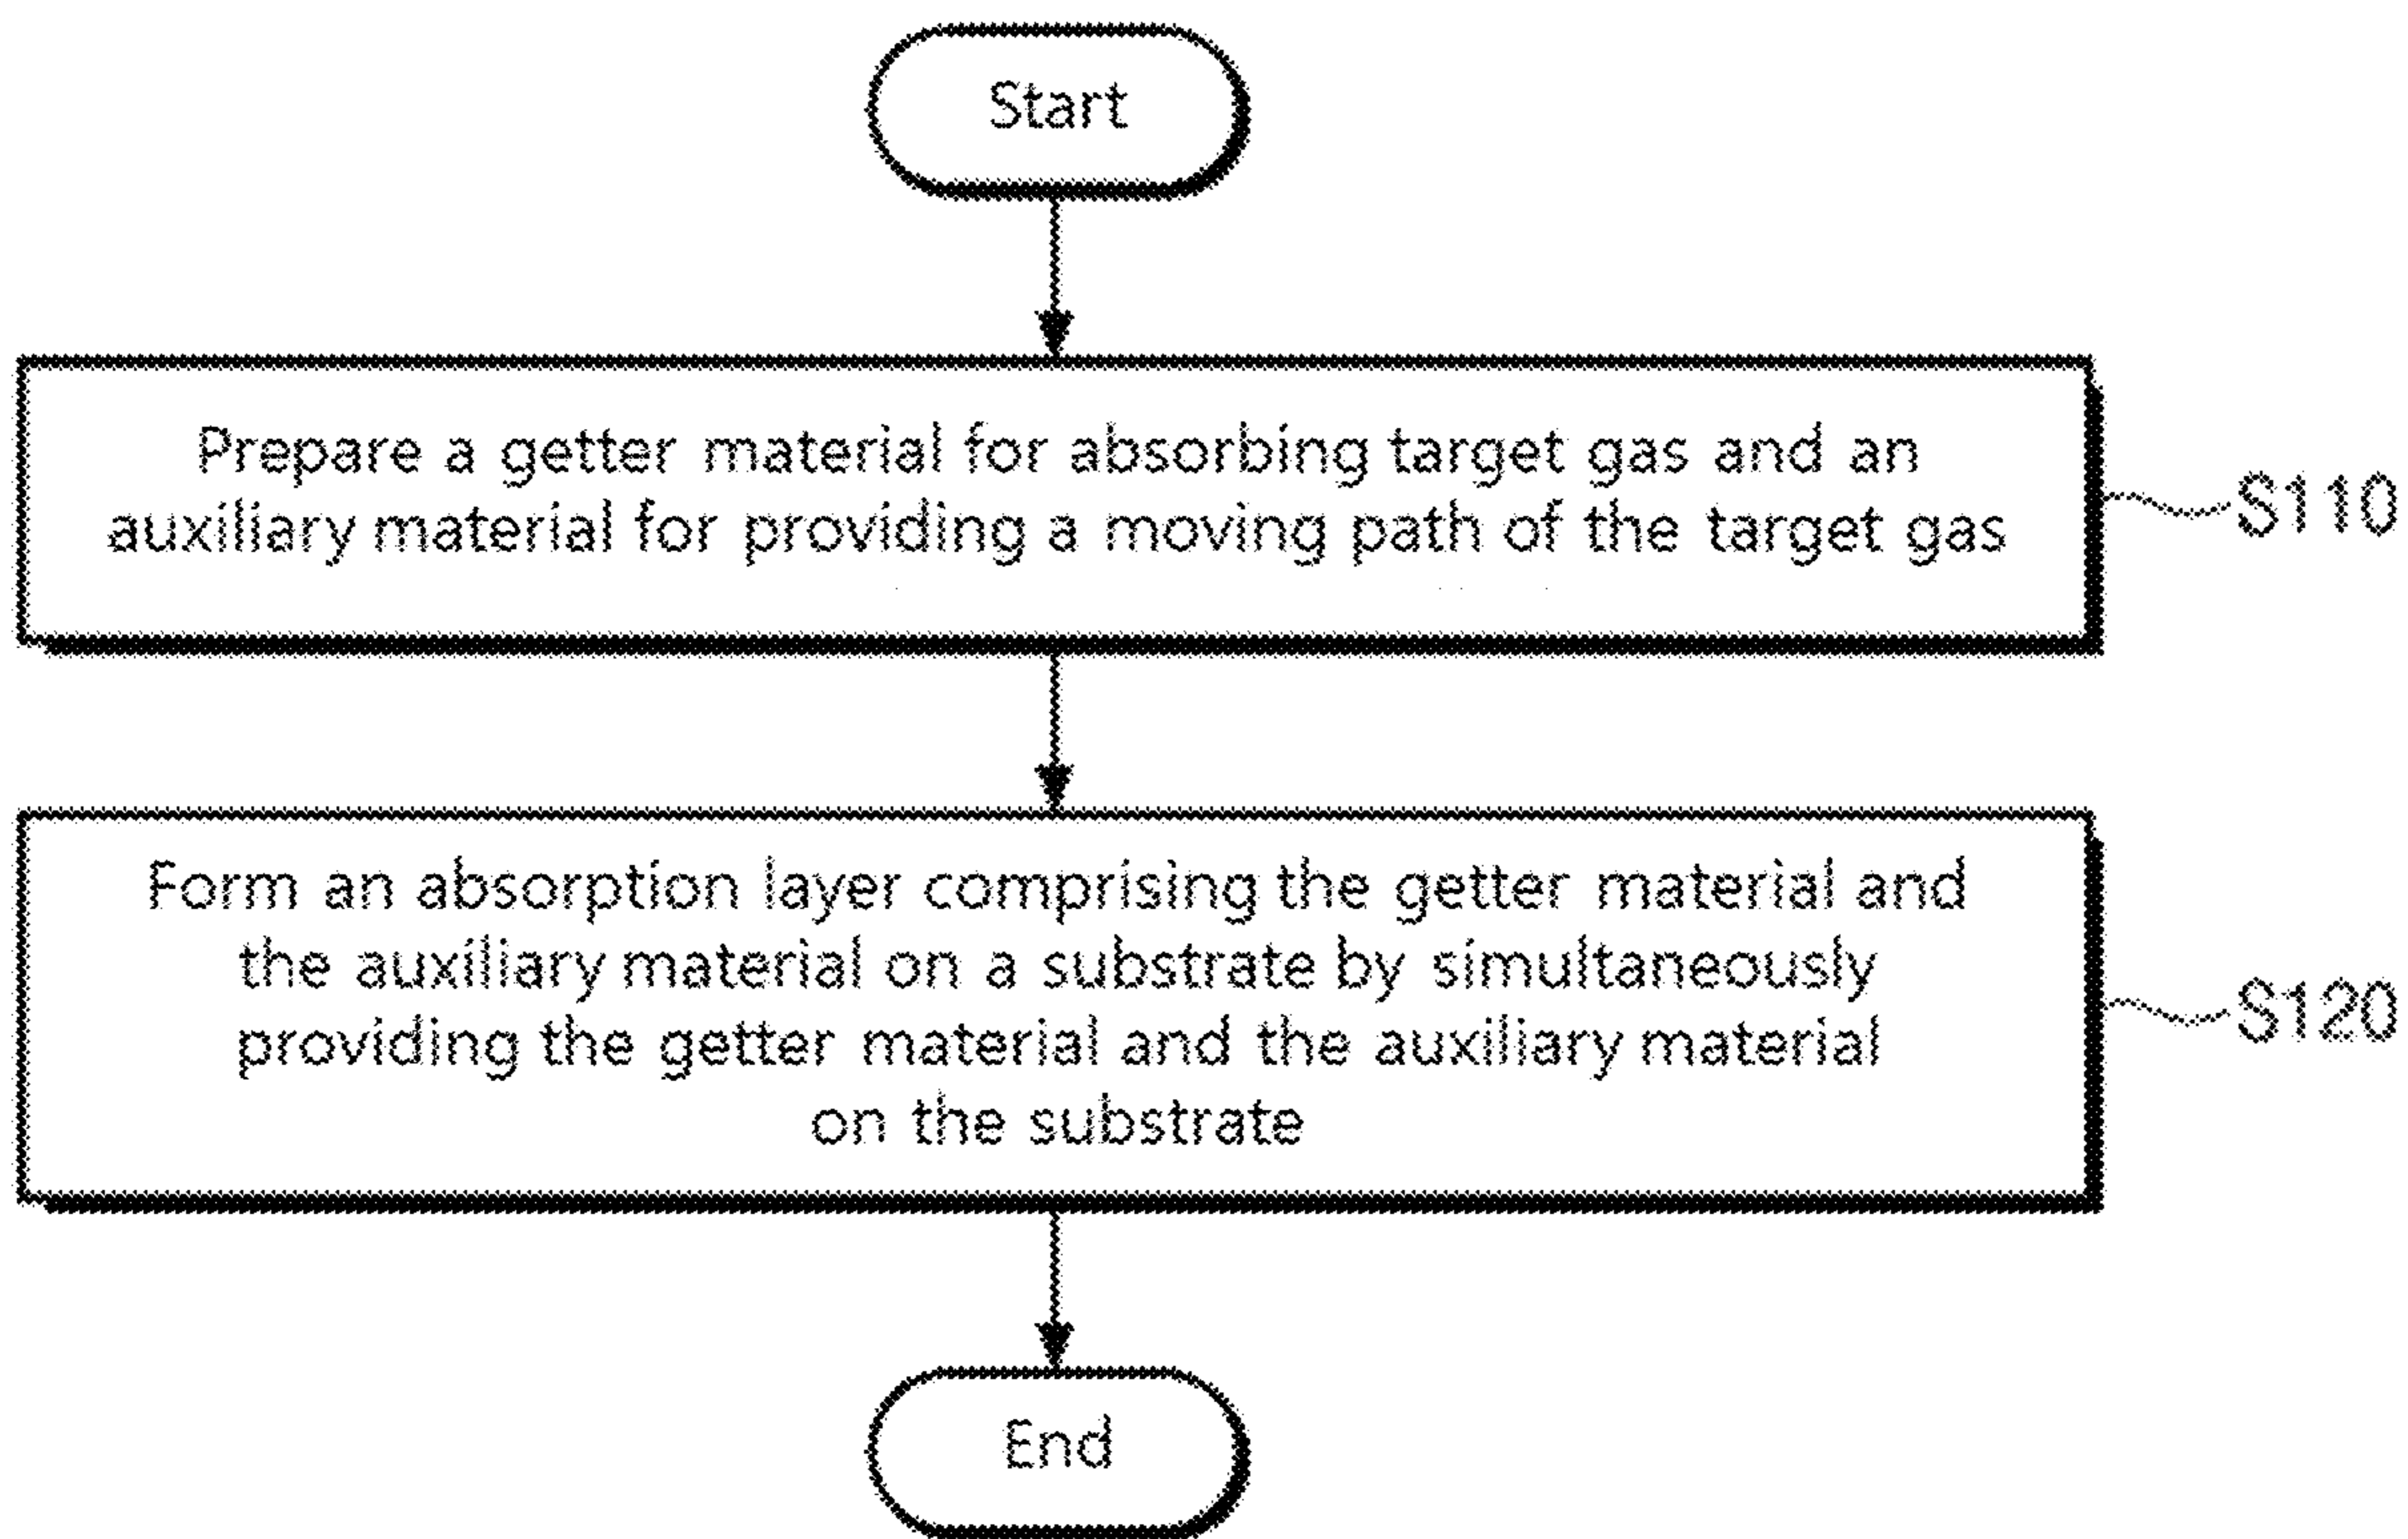 Start
Prepare a getter material for absorbing target gas and an
auxiliary material for providing a moving path of the target gas
S110
Form an absorption layer comprising the getter material and
the auxiliary material on a substrate by simultaneously
providing the getter material and the auxiliary material
on the substrate
S120
End